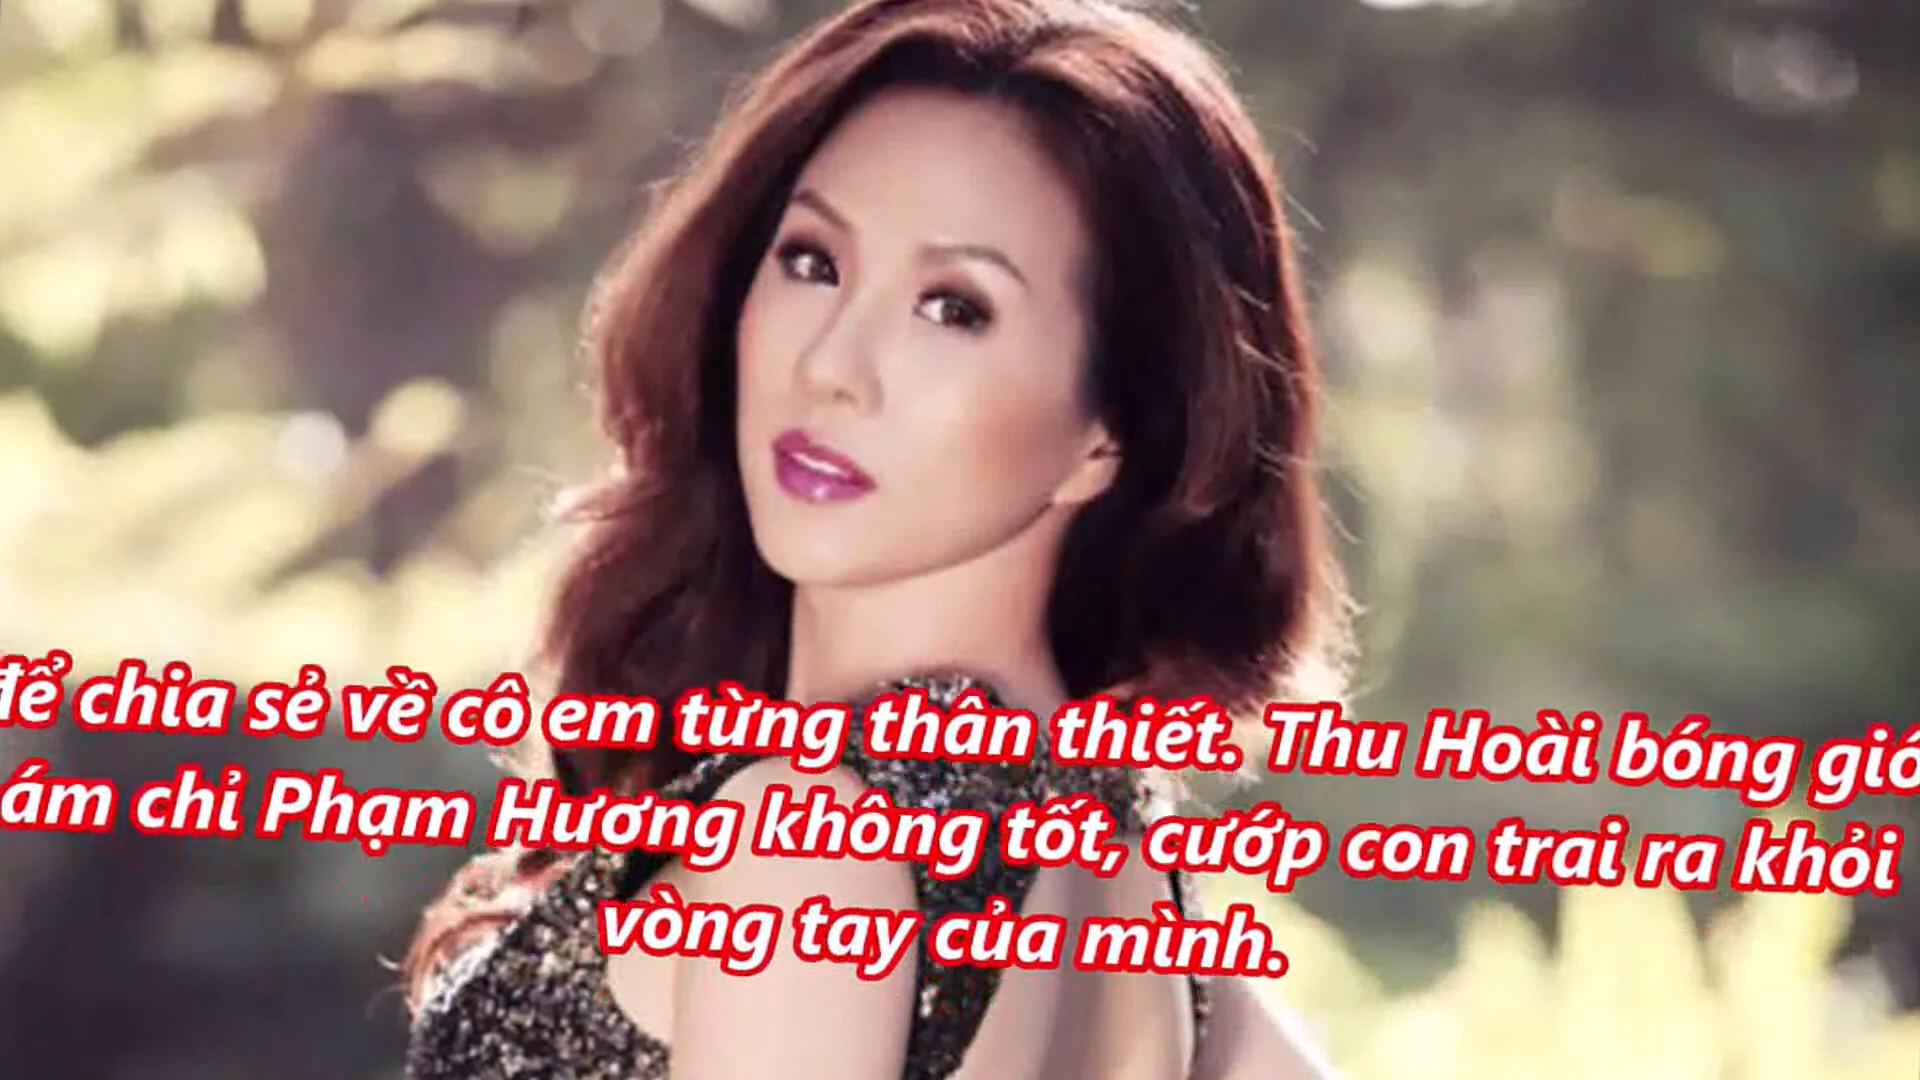 để chia sẻ về cô em từng thân thiết. Thu Hoài bóng gió
ám chỉ Phạm Hương không tốt, cướp con trai ra khỏi
vòng tay của mình.